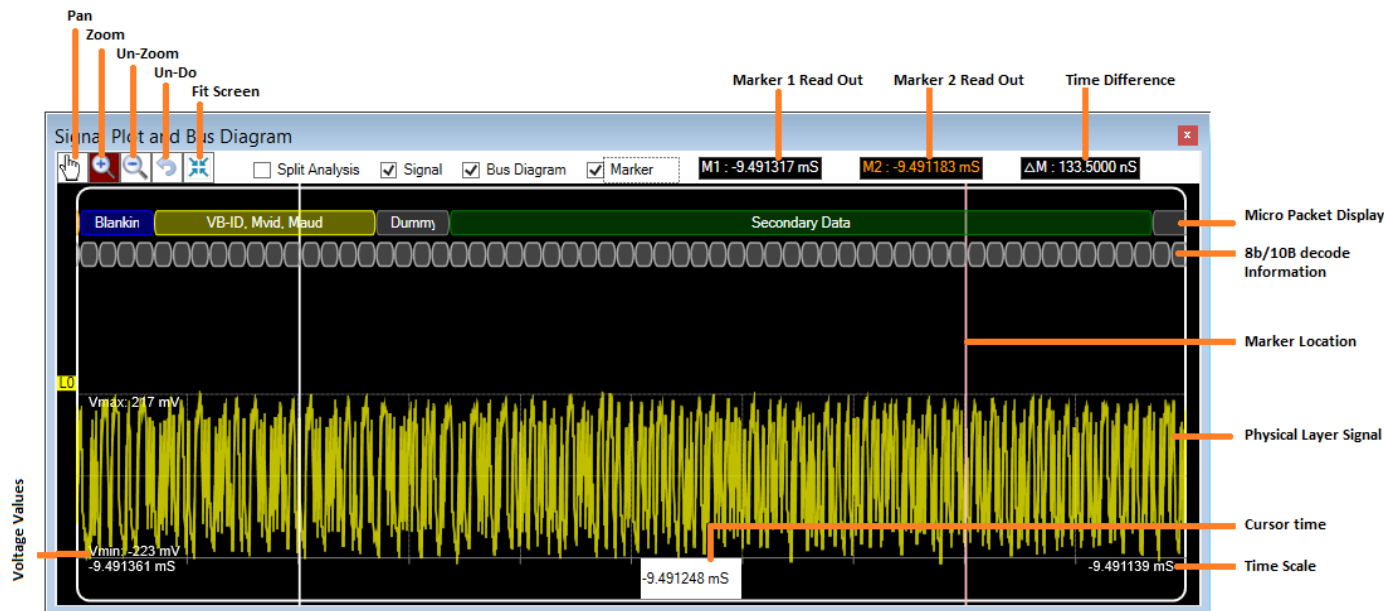 Pan
Zoom
Un-Zoom
Un-Do
Fit Screen
Marker 1 Read Out
Marker 2 Read Out
Time Difference
Signal Plot and Bus Diagram
x
Split Analysis
Signal
Bus Diagram
Marker
M1 : -9.491317 mS
M2 : -9.491183 mS
△M : 133.5000 nS
Blankin
VB-ID, Mvid, Maud
Dummy
Secondary Data
Micro Packet Display
8b/10B decode
Information
Marker Location
L0
Vmax: 217 mV
Physical Layer Signal
Voltage Values
Cursor time
Vmin: -223 mV
-9.491361 mS
-9.491248 mS
-9.491139 mS
Time Scale